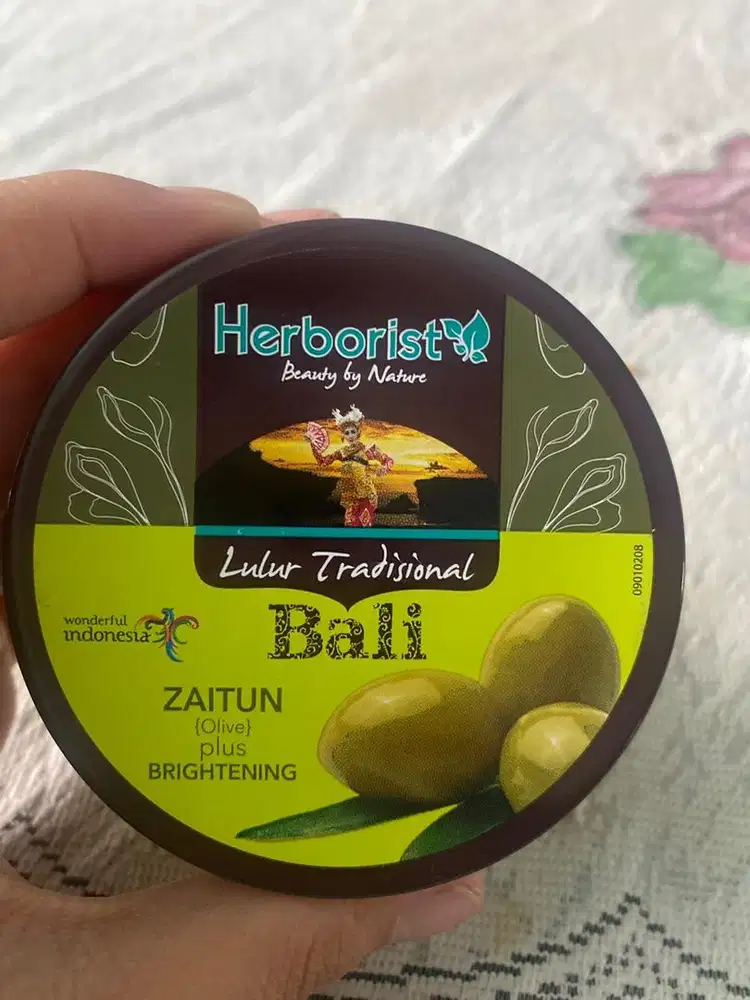 Herborist
Beauty by Nature
Lulur Tradisional
Bali
09010208
wonderful
indonesia
ZAITUN
{Olive}
plus
BRIGHTENING